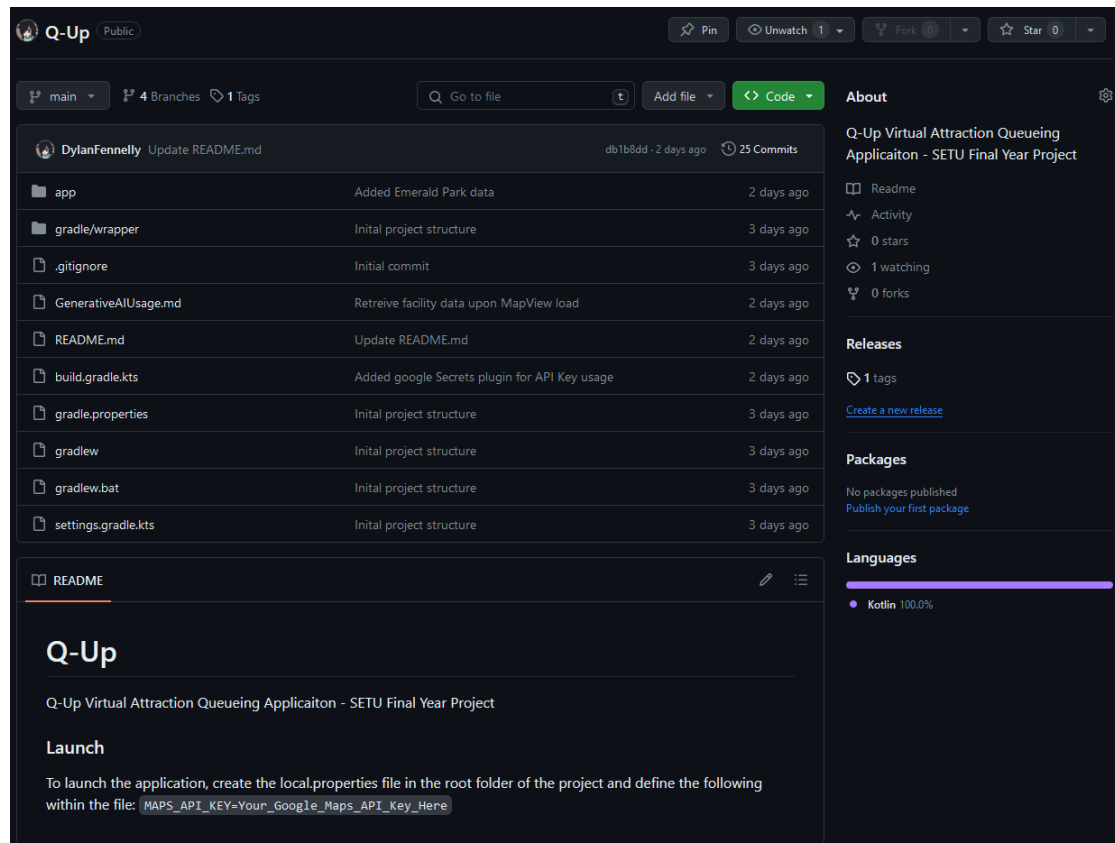 Q-Up Public
Pin
Unwatch 1
Fork 0
Star 0
main
4 Branches
1 Tags
Go to file
t
Add file
Code
DylanFennelly Update README.md db1b8dd · 2 days ago 25 Commits
app Added Emerald Park data 2 days ago
gradle/wrapper Inital project structure 3 days ago
.gitignore Initial commit 3 days ago
GenerativeAIUsage.md Retreive facility data upon MapView load 2 days ago
README.md Update README.md 2 days ago
build.gradle.kts Added google Secrets plugin for API Key usage 2 days ago
gradle.properties Inital project structure 3 days ago
gradlew Inital project structure 3 days ago
gradlew.bat Inital project structure 3 days ago
settings.gradle.kts Inital project structure 3 days ago
README
Q-Up
Q-Up Virtual Attraction Queueing Applicaiton - SETU Final Year Project
Launch
To launch the application, create the local.properties file in the root folder of the project and define the following
within the file: MAPS_API_KEY=Your_Google_Maps_API_Key_Here
About
Q-Up Virtual Attraction Queueing
Applicaiton - SETU Final Year Project
Readme
Activity
0 stars
1 watching
0 forks
Releases
1 tags
Create a new release
Packages
No packages published
Publish your first package
Languages
Kotlin 100.0%